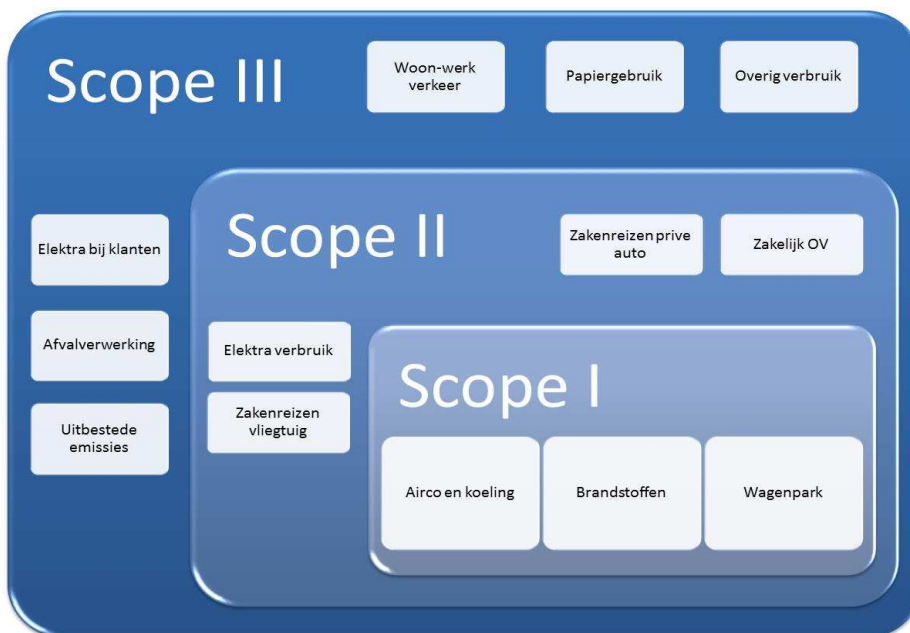 Scope III
Woon-werk
verkeer
Papiergebruik
Overig verbruik
Elektra bij klanten
Afvalverwerking
Uitbestede
emissies
Scope II
Zakenreizen prive
auto
Zakelijk OV
Elektra verbruik
Zakenreizen
vliegtuig
Scope I
Airco en koeling
Brandstoffen
Wagenpark